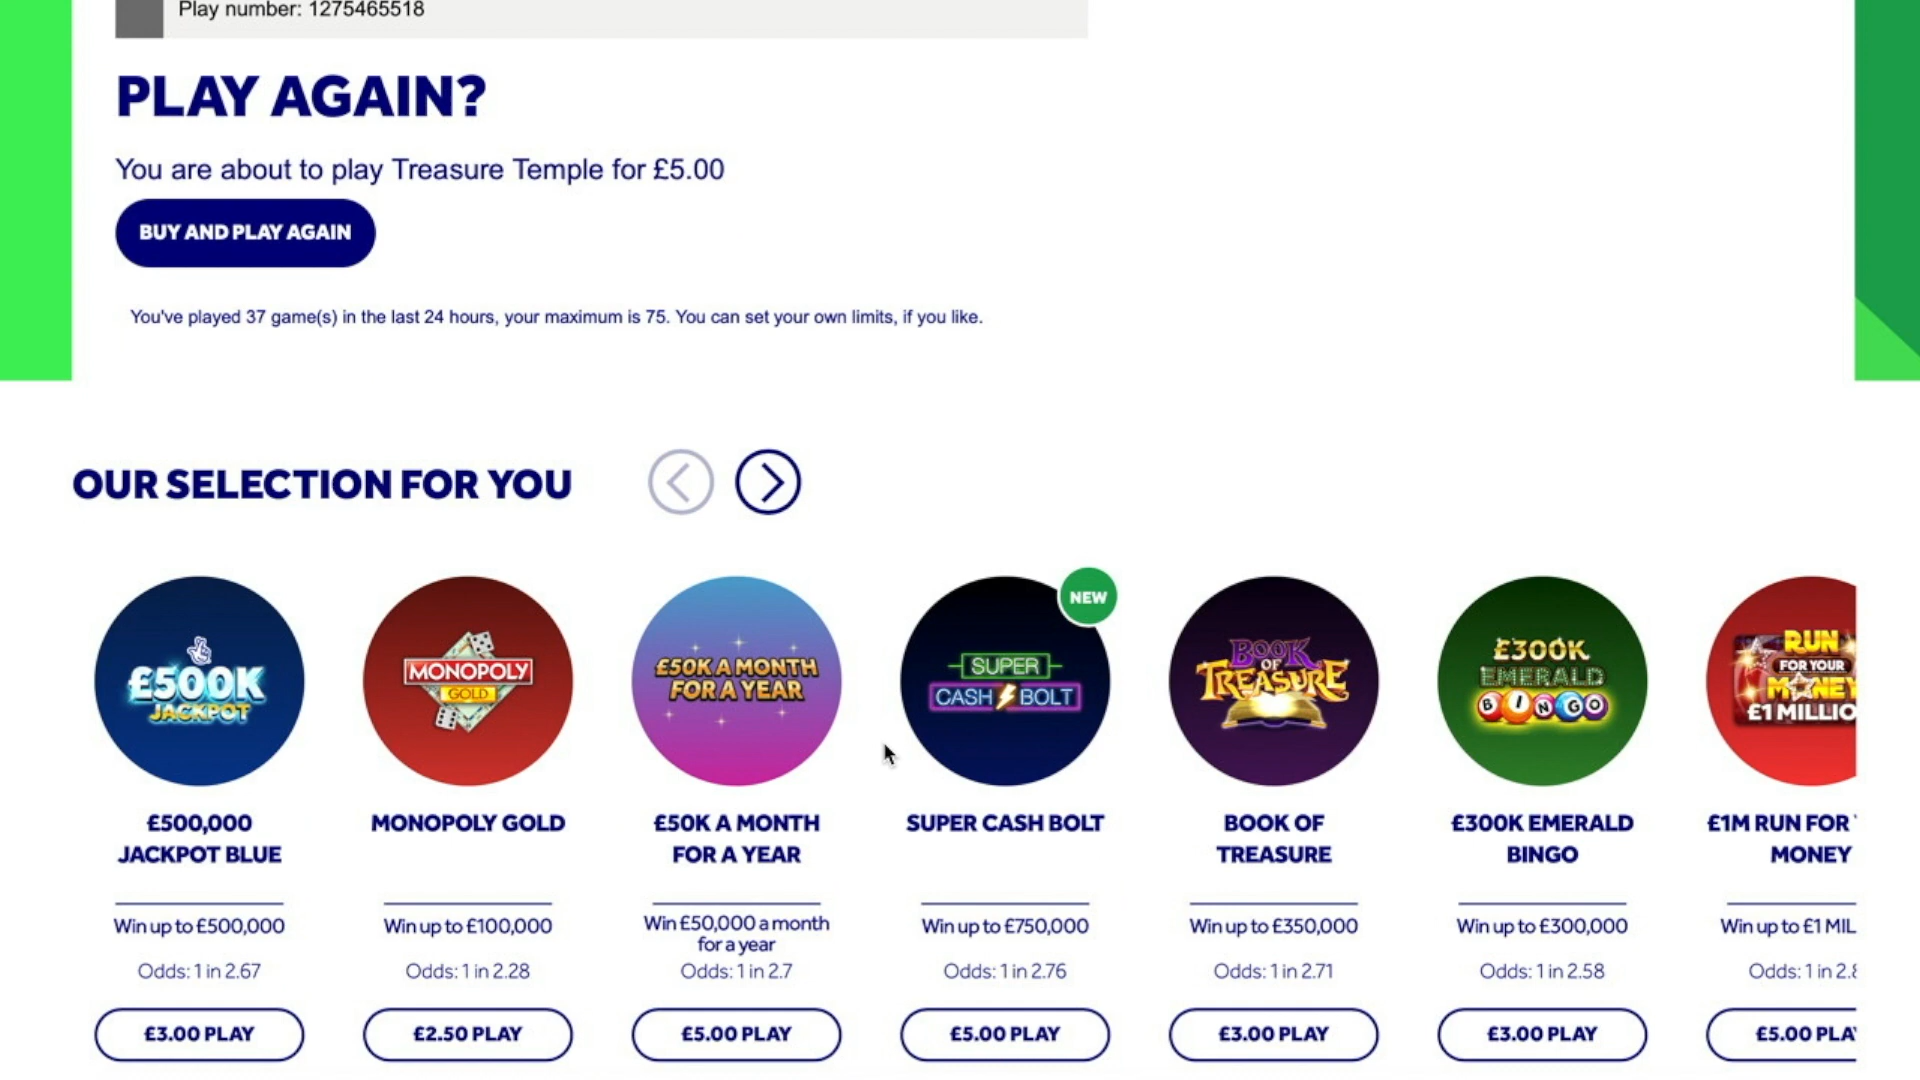 Play number: 1275465518
PLAY AGAIN?
You are about to play Treasure Temple for £5.00
BUY AND PLAY AGAIN
You've played 37 game(s) in the last 24 hours, your maximum is 75. You can set your own limits, if you like.
OUR SELECTION FOR YOU
£500K
JACKPOT
MONOPOLY
GOLD
£50K A MONTH
FOR A YEAR
NEW
SUPER
CASH BOLT
BOOK
OF
TREASURE
£300K
EMERALD
BINGO
RUN
FOR YOUR
MONEY
£1 MILLIO
£500,000
JACKPOT BLUE
MONOPOLY GOLD
£50K A MONTH
FOR A YEAR
SUPER CASH BOLT
BOOK OF
TREASURE
£300K EMERALD
BINGO
£1M RUN FOR
MONEY
Win up to £500,000
Win up to £100,000
Win £50,000 a month
for a year
Win up to £750,000
Win up to £350,000
Win up to £300,000
Win up to £1 MIL
Odds: 1 in 2.67
Odds: 1 in 2.28
Odds: 1 in 2.7
Odds: 1 in 2.76
Odds: 1 in 2.71
Odds: 1 in 2.58
Odds: 1 in 2.8
£3.00 PLAY
£2.50 PLAY
£5.00 PLAY
£5.00 PLAY
£3.00 PLAY
£3.00 PLAY
£5.00 PLA